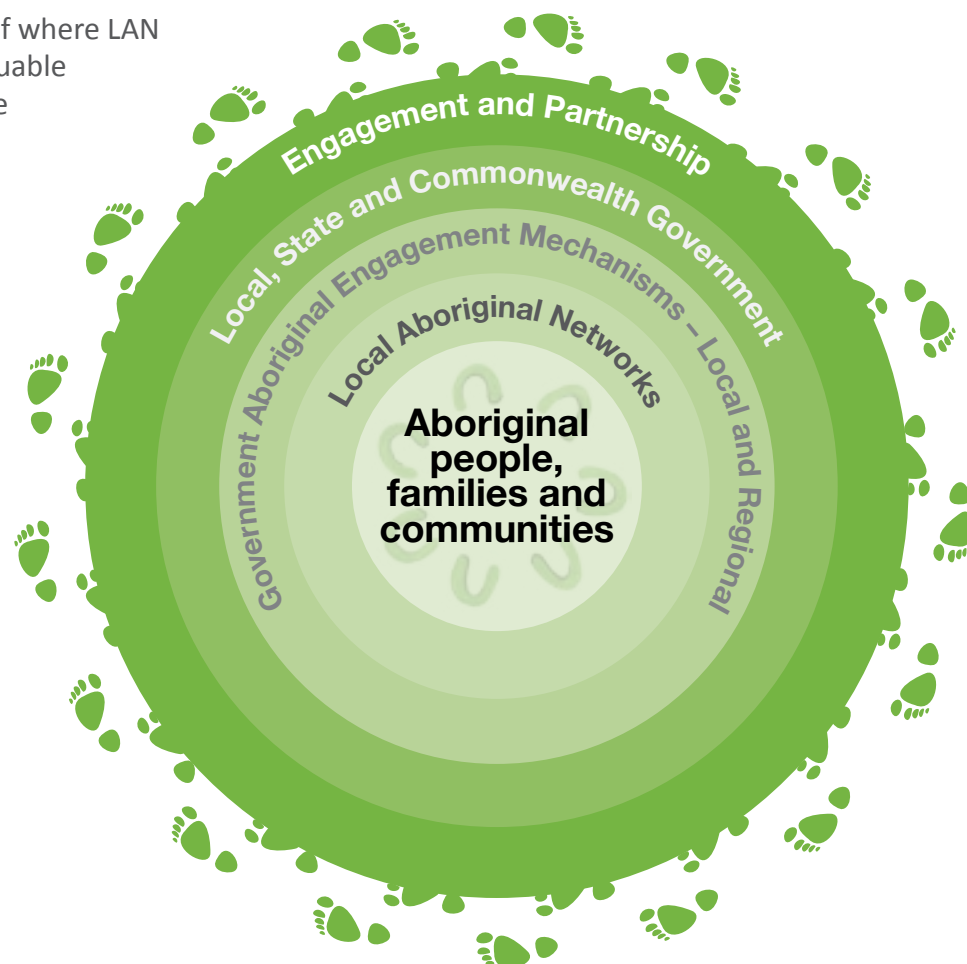 f where LAN
uable
e
Engagement and Partnership
Local, State and Commonwealth Government
Government Aboriginal Engagement Mechanisms – Local and Regional
Local Aboriginal Networks
Aboriginal
people,
families and
communities